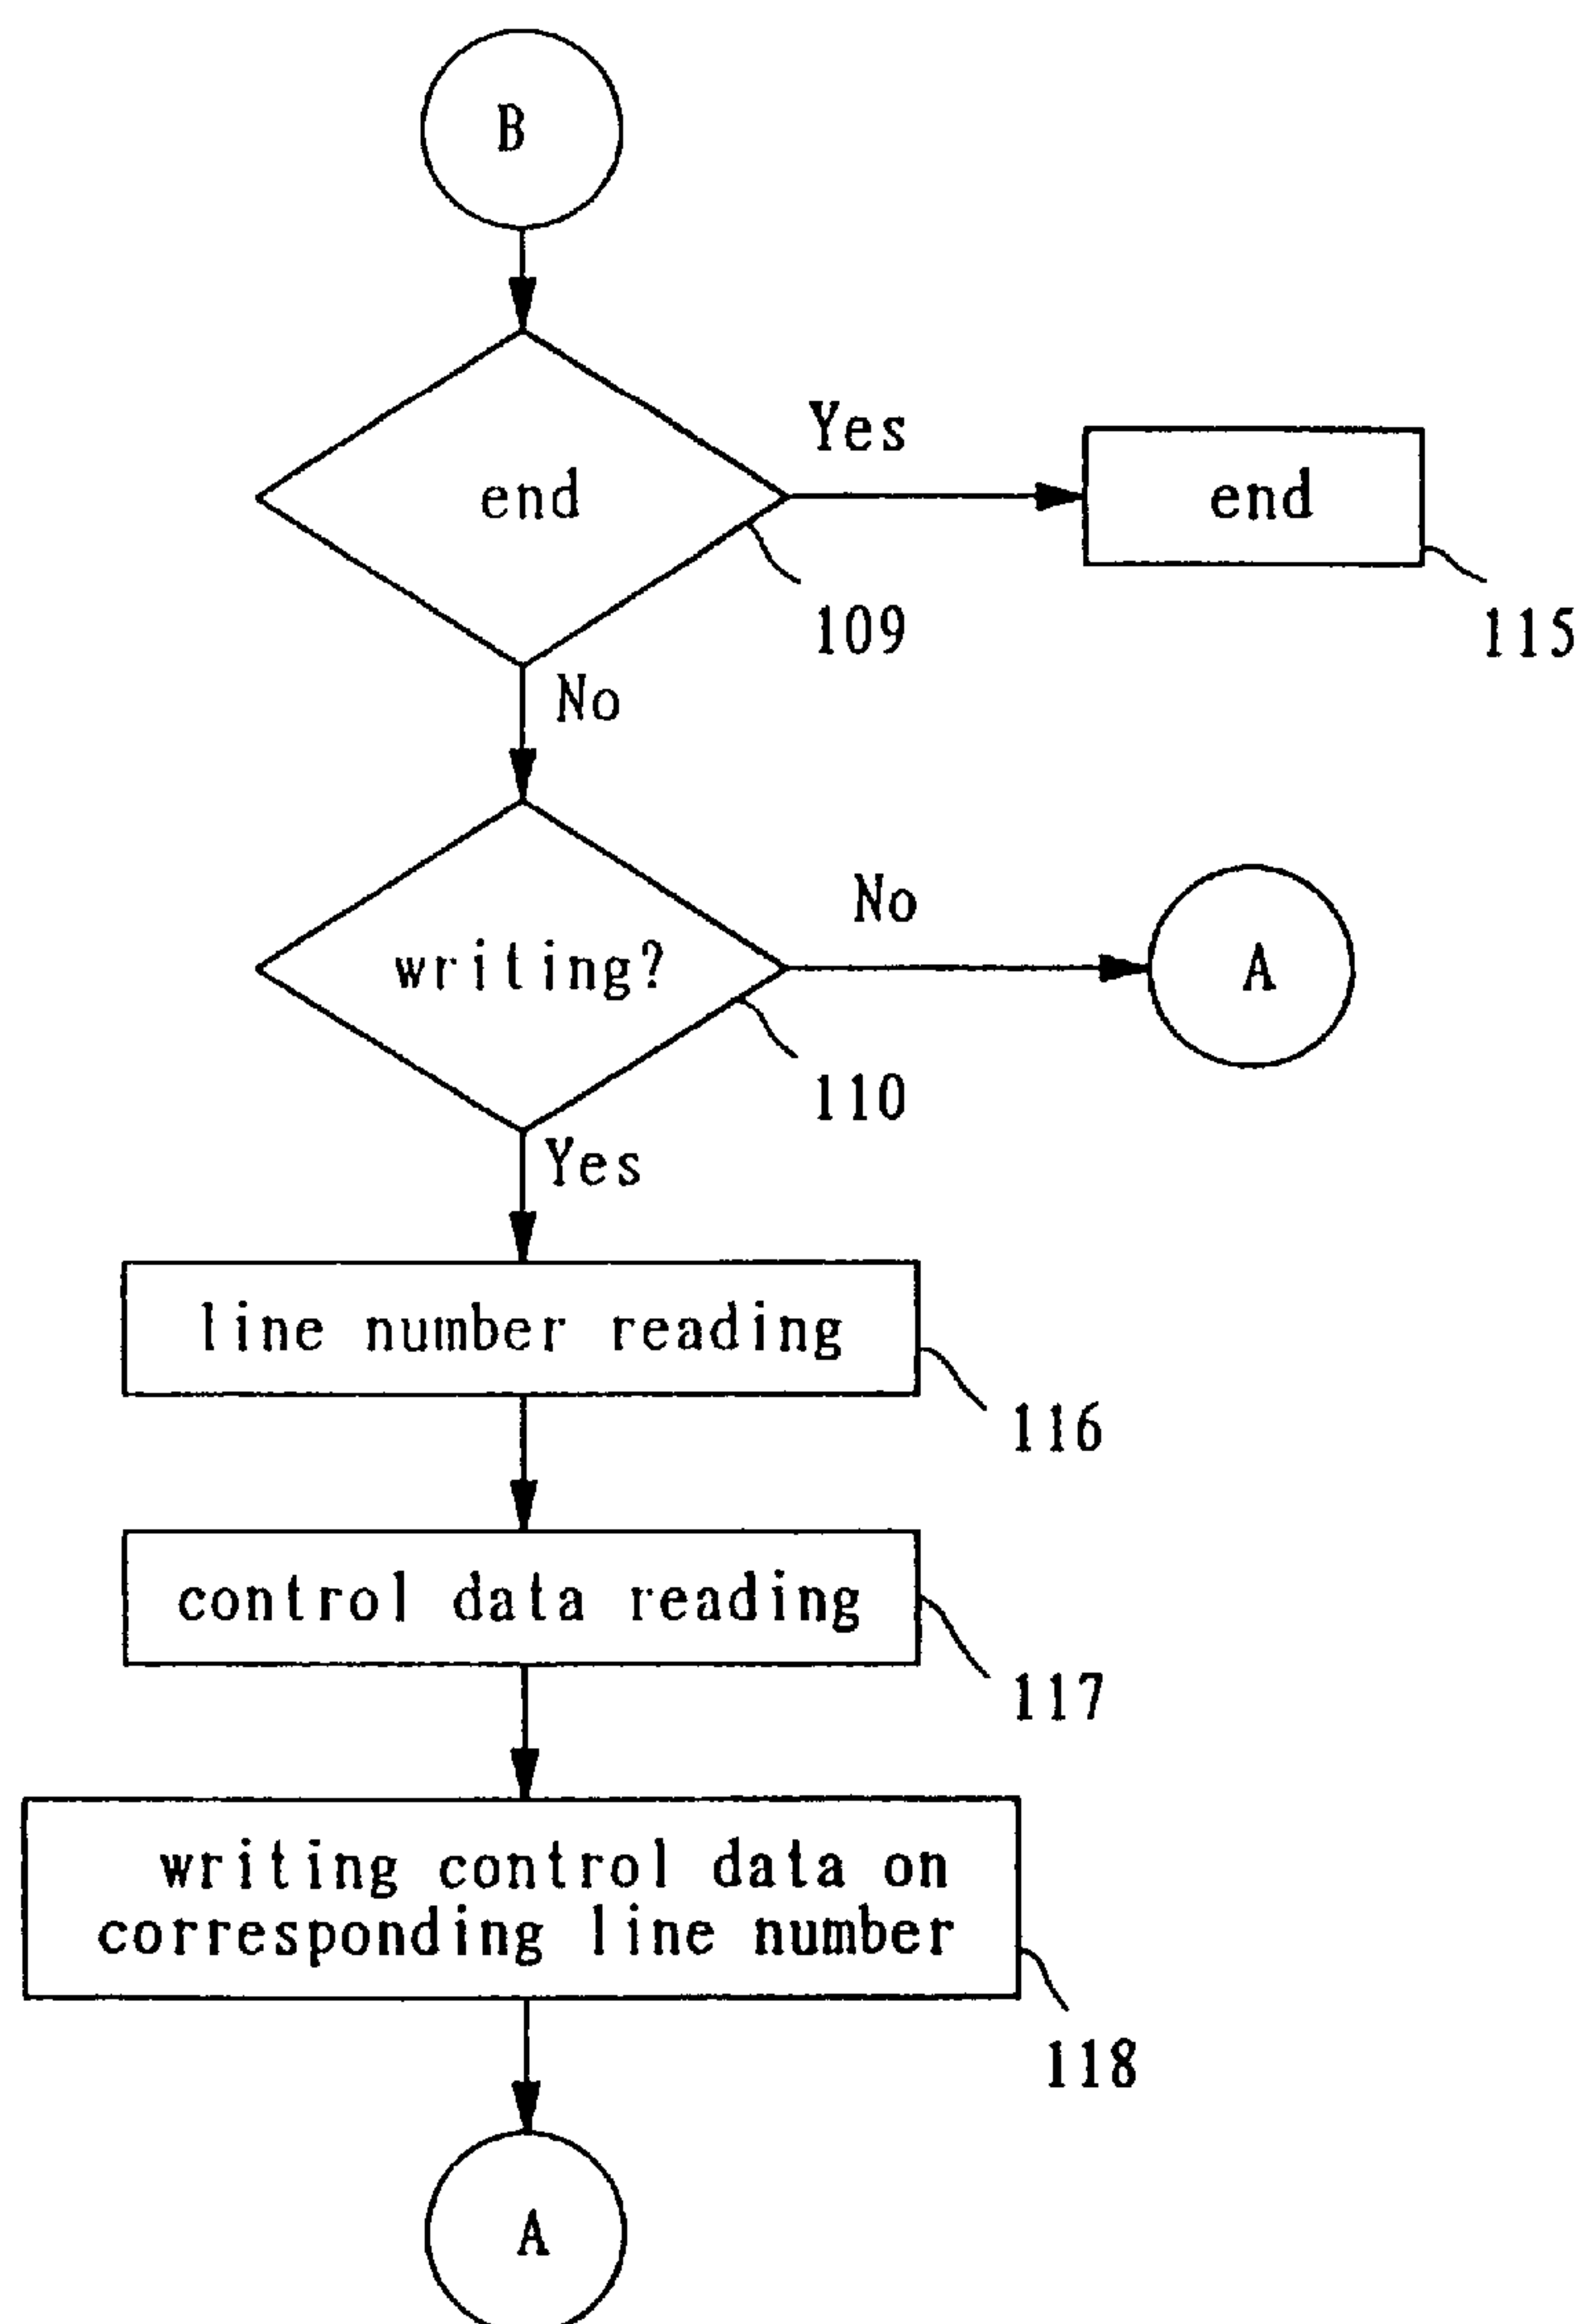 B
Yes
end
end
109
115
No
No
writing?
A
110
Yes
line number reading
116
control data reading
117
writing control data on
corresponding line number
118
A